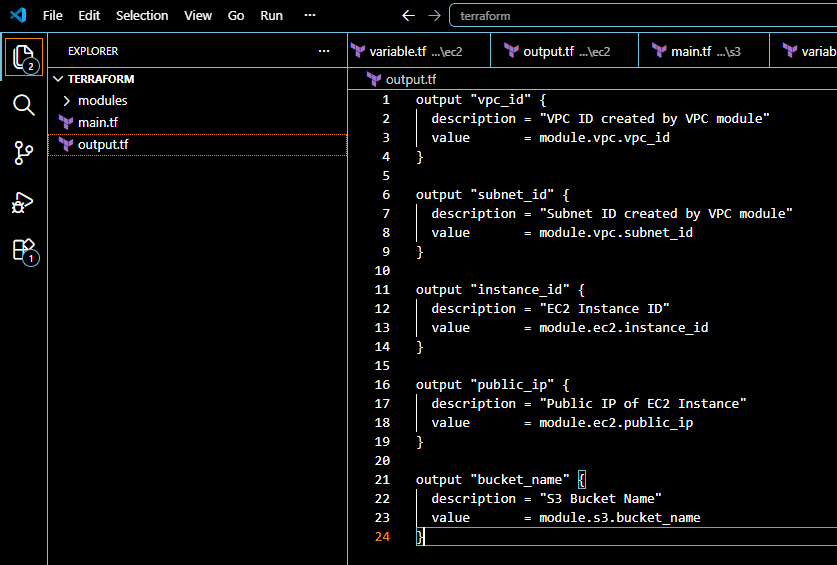 File Edit Selection View Go Run ···
terraform
EXPLORER ···
TERRAFORM
modules
main.tf
output.tf
2
1
variable.tf ...\ec2 output.tf ...\ec2 main.tf ...\s3 variab
output.tf
1 output "vpc_id" {
2 description = "VPC ID created by VPC module"
3 value = module.vpc.vpc_id
4 }
5
6 output "subnet_id" {
7 description = "Subnet ID created by VPC module"
8 value = module.vpc.subnet_id
9 }
10
11 output "instance_id" {
12 description = "EC2 Instance ID"
13 value = module.ec2.instance_id
14 }
15
16 output "public_ip" {
17 description = "Public IP of EC2 Instance"
18 value = module.ec2.public_ip
19 }
20
21 output "bucket_name" {
22 description = "S3 Bucket Name"
23 value = module.s3.bucket_name
24 }